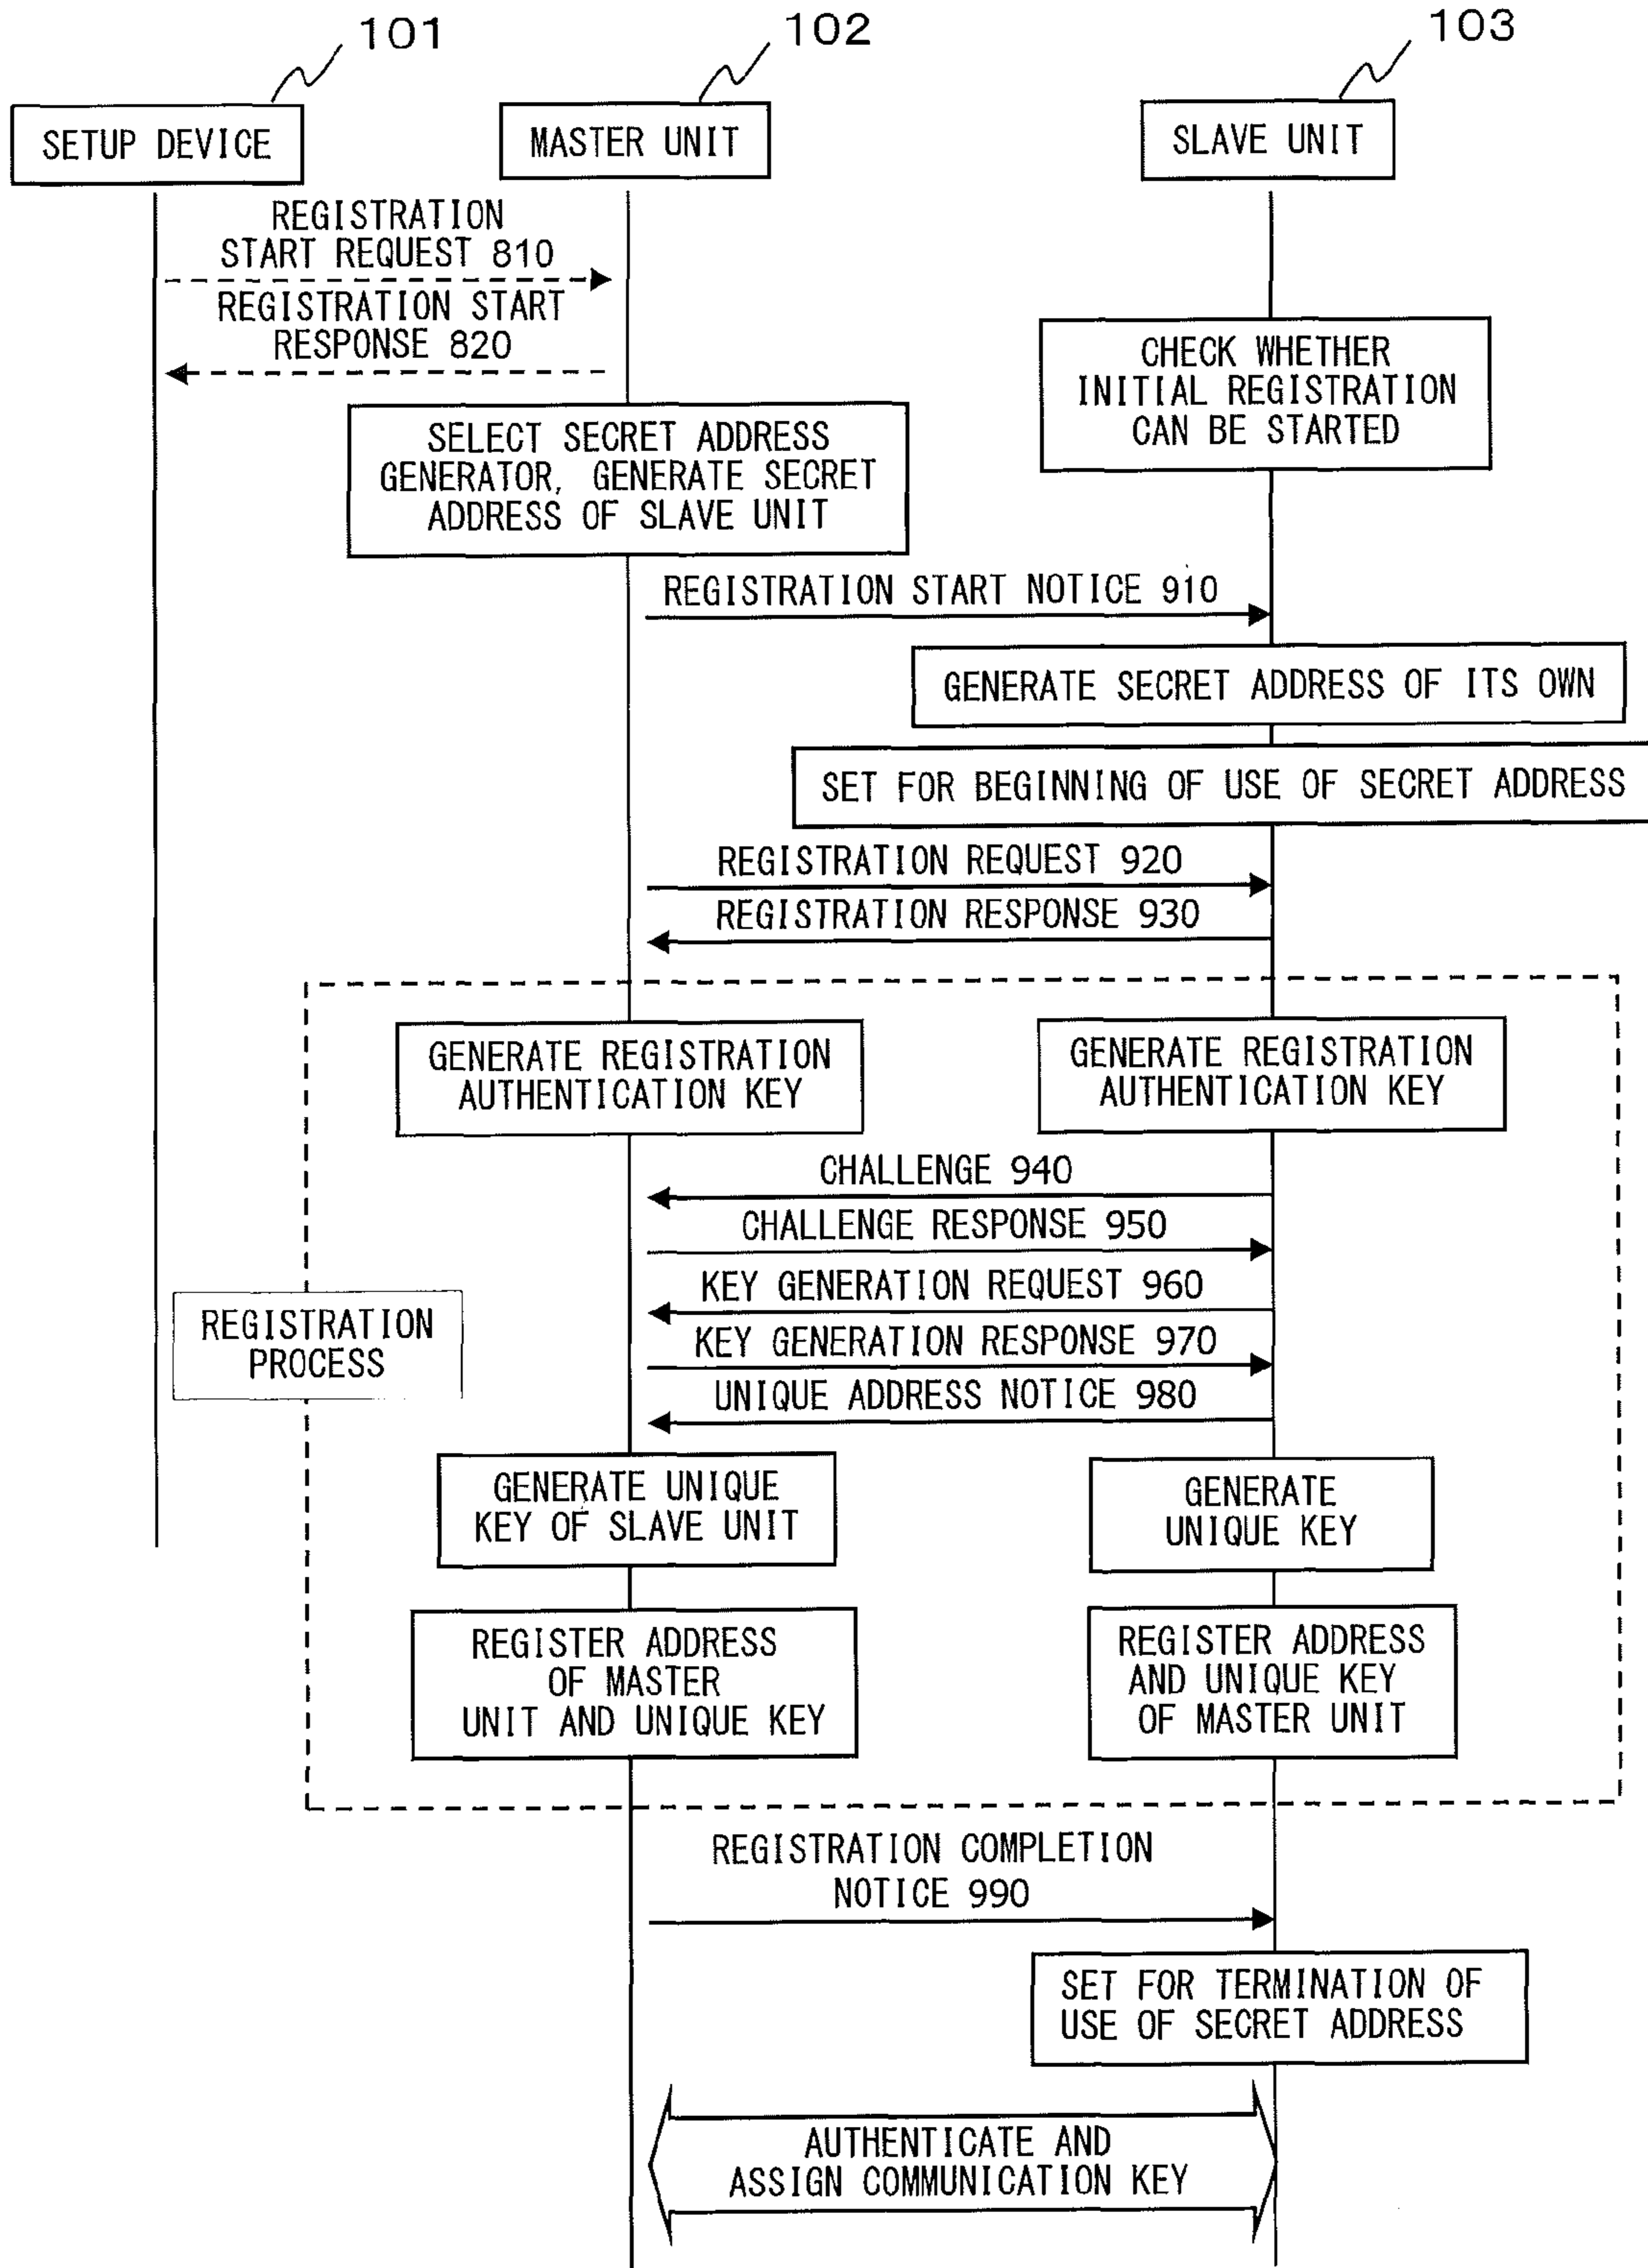 101
102
103
SETUP DEVICE
MASTER UNIT
SLAVE UNIT
REGISTRATION
START REQUEST 810
REGISTRATION START
RESPONSE 820
CHECK WHETHER
INITIAL REGISTRATION
CAN BE STARTED
SELECT SECRET ADDRESS
GENERATOR, GENERATE SECRET
ADDRESS OF SLAVE UNIT
REGISTRATION START NOTICE 910
GENERATE SECRET ADDRESS OF ITS OWN
SET FOR BEGINNING OF USE OF SECRET ADDRESS
REGISTRATION REQUEST 920
REGISTRATION RESPONSE 930
GENERATE REGISTRATION
AUTHENTICATION KEY
GENERATE REGISTRATION
AUTHENTICATION KEY
CHALLENGE 940
CHALLENGE RESPONSE 950
KEY GENERATION REQUEST 960
KEY GENERATION RESPONSE 970
UNIQUE ADDRESS NOTICE 980
REGISTRATION
PROCESS
GENERATE UNIQUE
KEY OF SLAVE UNIT
GENERATE
UNIQUE KEY
REGISTER ADDRESS
OF MASTER
UNIT AND UNIQUE KEY
REGISTER ADDRESS
AND UNIQUE KEY
OF MASTER UNIT
REGISTRATION COMPLETION
NOTICE 990
SET FOR TERMINATION OF
USE OF SECRET ADDRESS
AUTHENTICATE AND
ASSIGN COMMUNICATION KEY